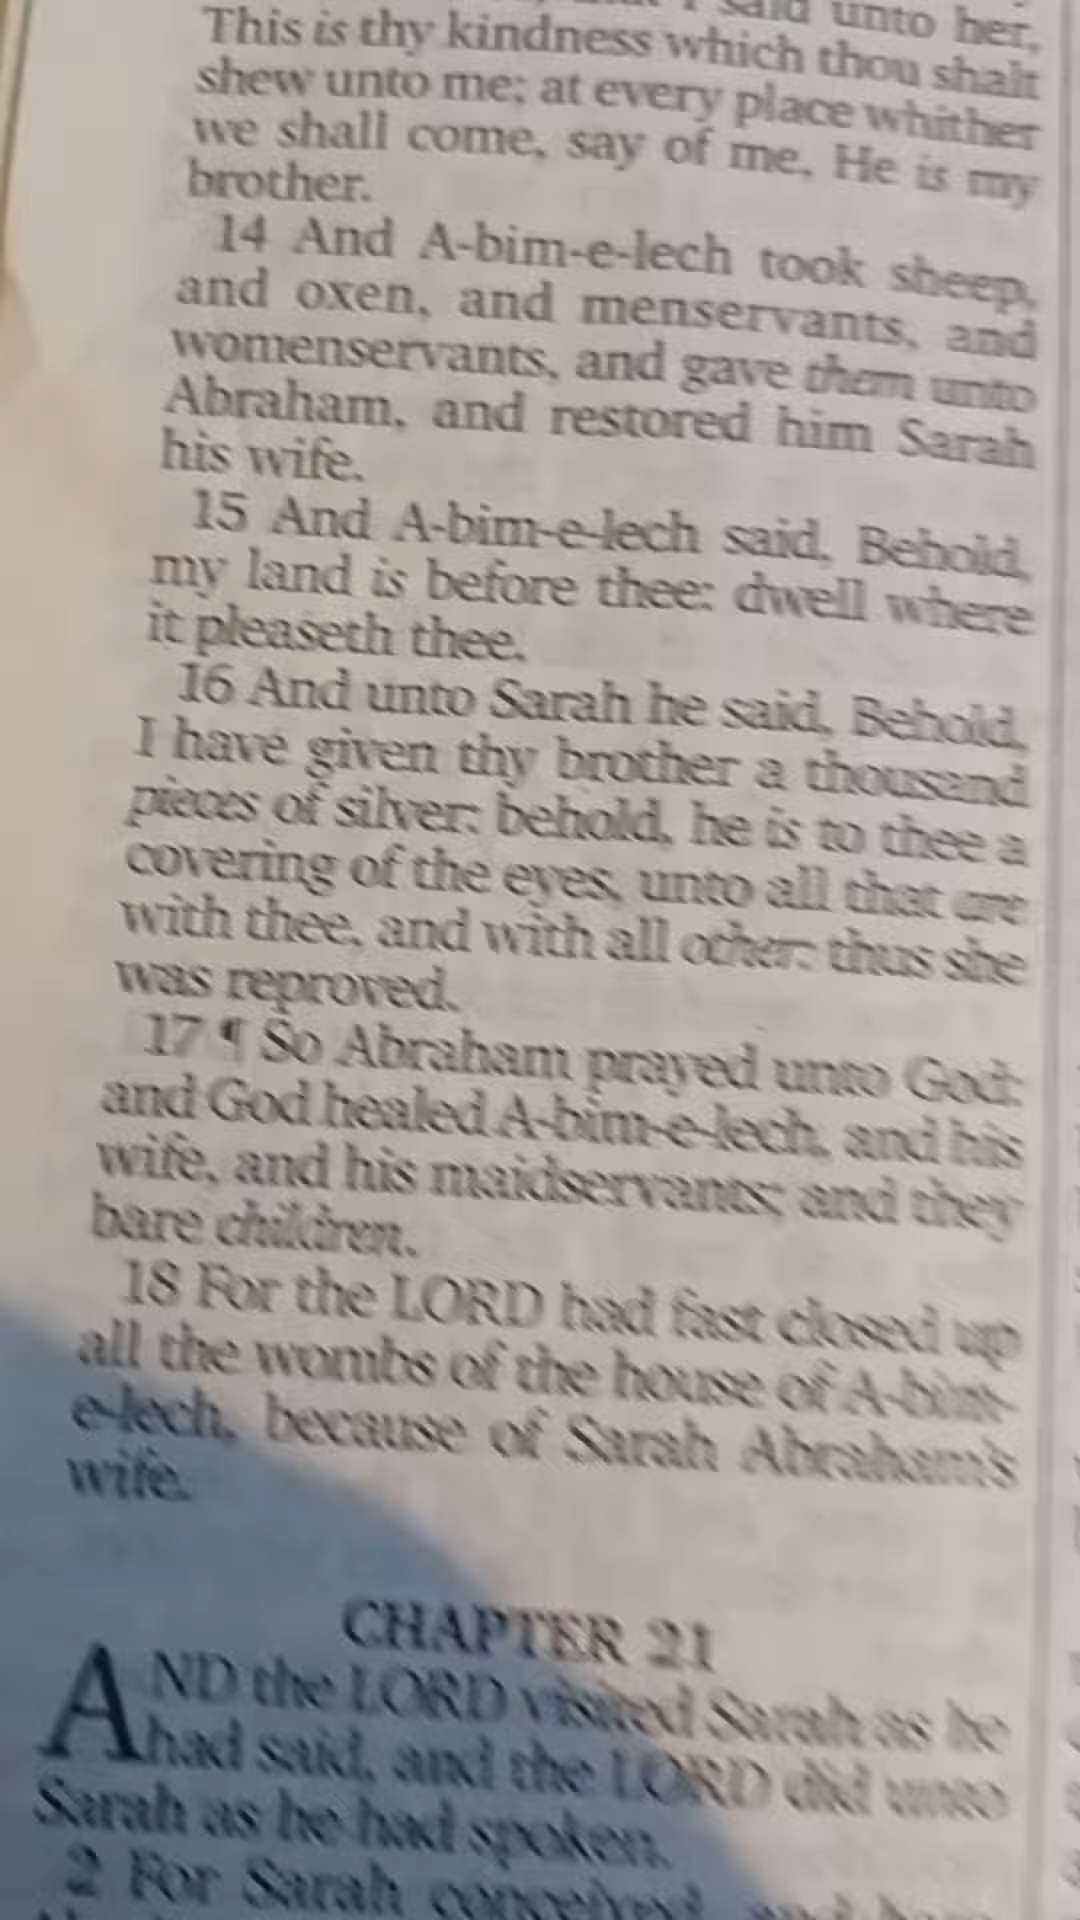 I said unto her,
This is thy kindness which thou shalt
shew unto me; at every place whither
we shall come, say of me, He is my
brother.
14 And A-bim-e-lech took sheep,
and oxen, and menservants, and
womenservants, and gave them unto
Abraham, and restored him Sarah
his wife.
15 And A-bim-e-lech said, Behold,
my land is before thee: dwell where
it pleaseth thee.
16 And unto Sarah he said, Behold,
I have given thy brother a thousand
pieces of silver: behold, he is to thee a
covering of the eyes, unto all that are
with thee, and with all other: thus she
was reproved.
17 ¶ So Abraham prayed unto God:
and God healed A-bim-e-lech, and his
wife, and his maidservants; and they
bare children.
18 For the LORD had fast closed up
all the wombs of the house of A-bim-
e-lech, because of Sarah Abraham's
wife.
CHAPTER 21
AND the LORD visited Sarah as he
had said, and the LORD did unto
Sarah as he had spoken.
2 For Sarah conceived, and